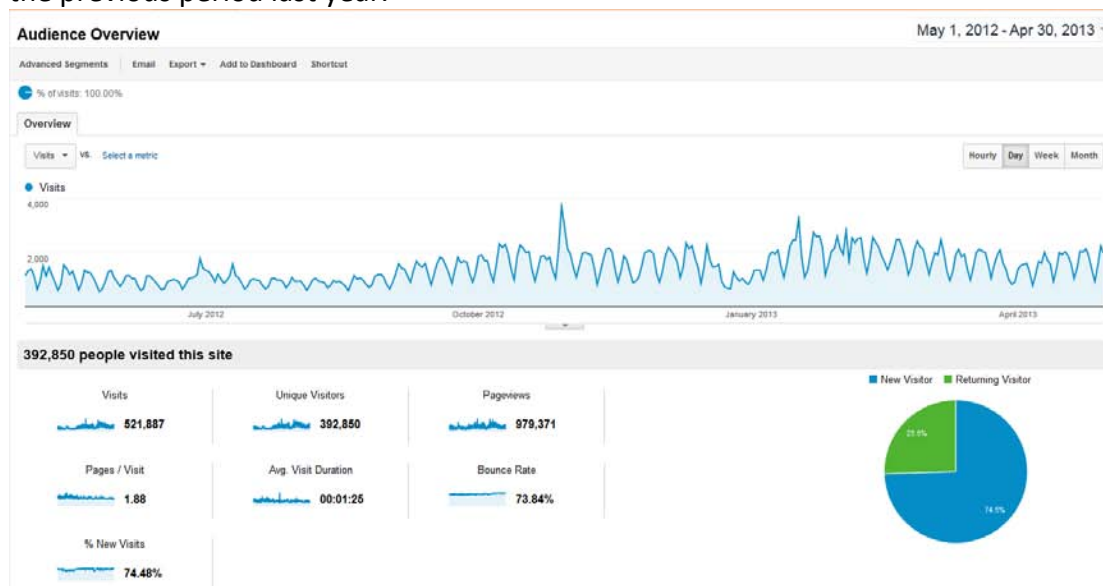 the previous period last year.
Audience Overview
May 1, 2012 - Apr 30, 2013
Advanced Segments Email Export Add to Dashboard Shortcut
% of visits: 100.00%
Overview
Visits VS. Select a metric
Hourly Day Week Month
Visits
4,000
2,000
July 2012 October 2012 January 2013 April 2013
392,850 people visited this site
New Visitor Returning Visitor
Visits Unique Visitors Pageviews
521,887 392,850 979,371
Pages / Visit Avg. Visit Duration Bounce Rate
1.88 00:01:25 73.84%
% New Visits
74.48%